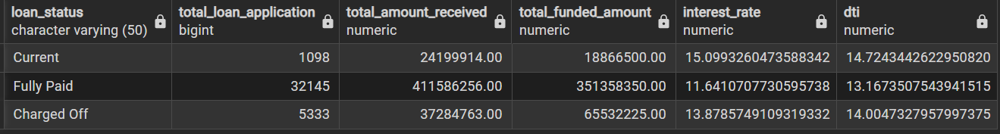 loan_status total_loan_application total_amount_received total_funded_amount interest_rate dti
character varying (50) bigint numeric numeric numeric numeric
Current 1098 24199914.00 18866500.00 15.0993260473588342 14.7243442622950820
Fully Paid 32145 411586256.00 351358350.00 11.6410707730595738 13.1673507543941515
Charged Off 5333 37284763.00 65532225.00 13.8785749109319332 14.0047327957997375